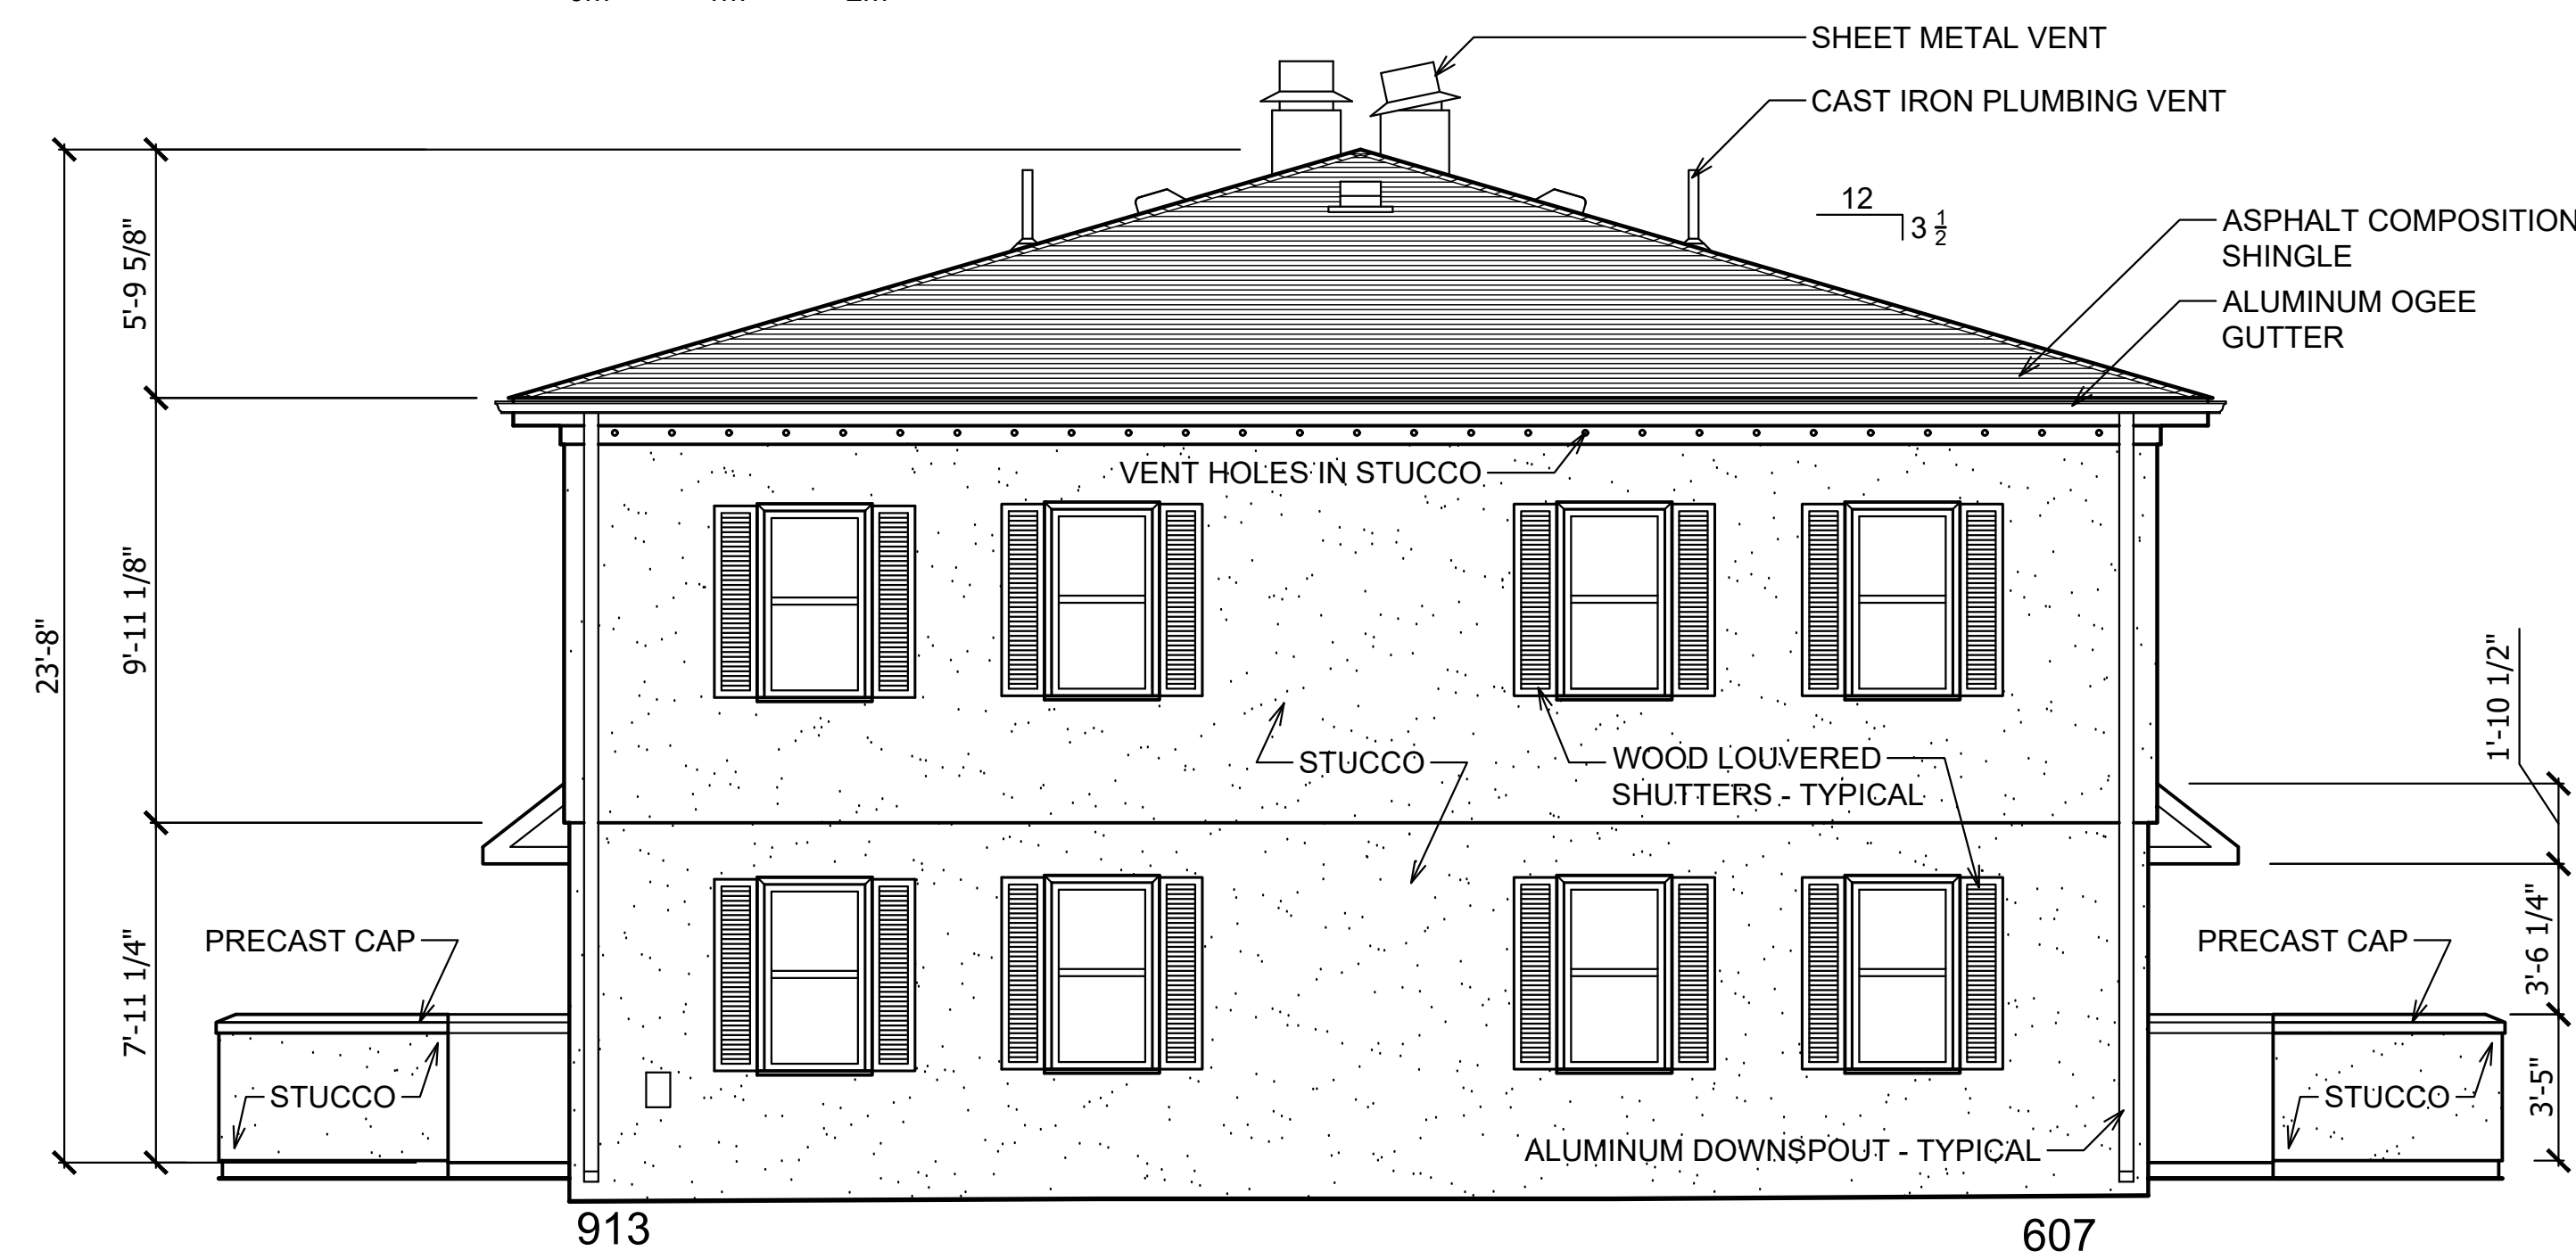 SHEET METAL VENT
CAST IRON PLUMBING VENT
12
3 1/2
ASPHALT COMPOSITION
SHINGLE
ALUMINUM OGEE
GUTTER
5'-9 5/8"
9'-11 1/8"
23'-8"
7'-11 1/4"
VENT HOLES IN STUCCO
STUCCO
WOOD LOUVERED
SHUTTERS - TYPICAL
1'-10 1/2"
3'-6 1/4"
3'-5"
PRECAST CAP
STUCCO
PRECAST CAP
STUCCO
ALUMINUM DOWNSPOUT - TYPICAL
913
607